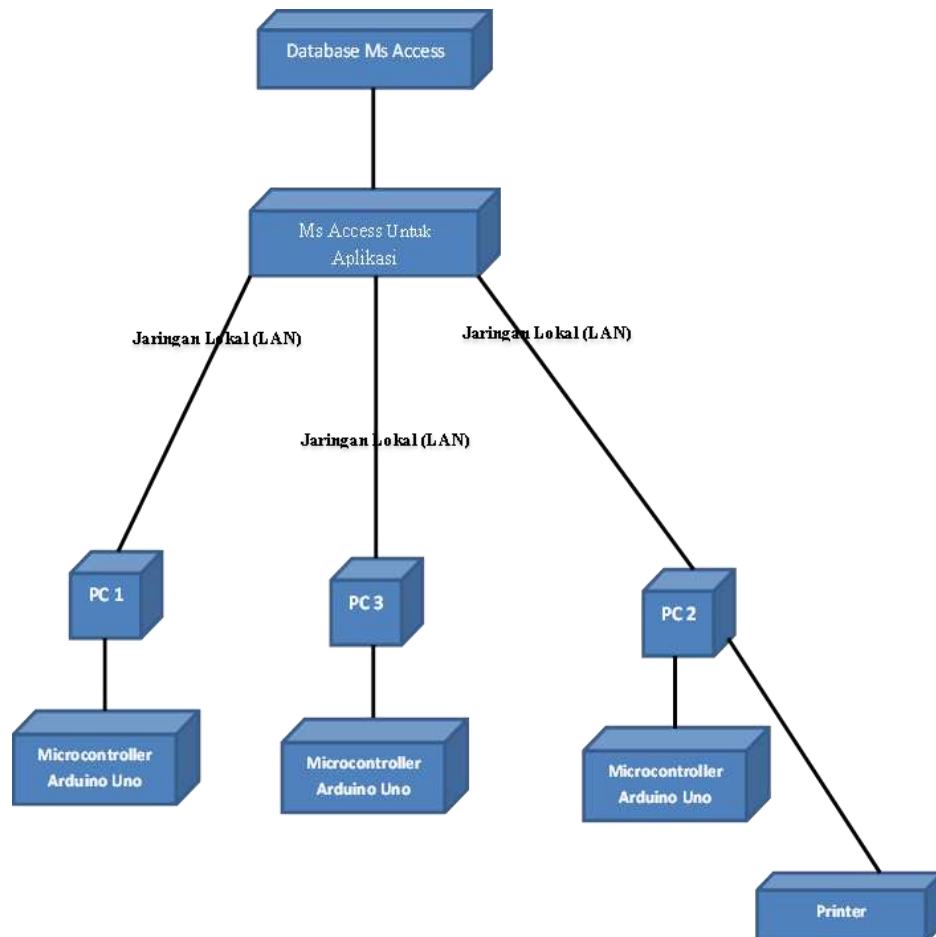 Database Ms Access
Ms Access Untuk
Aplikasi
Jaringan Lokal (LAN)
Jaringan Lokal (LAN)
Jaringan Lokal (LAN)
PC 1
PC 3
PC 2
Microcontroller
Arduino Uno
Microcontroller
Arduino Uno
Microcontroller
Arduino Uno
Printer